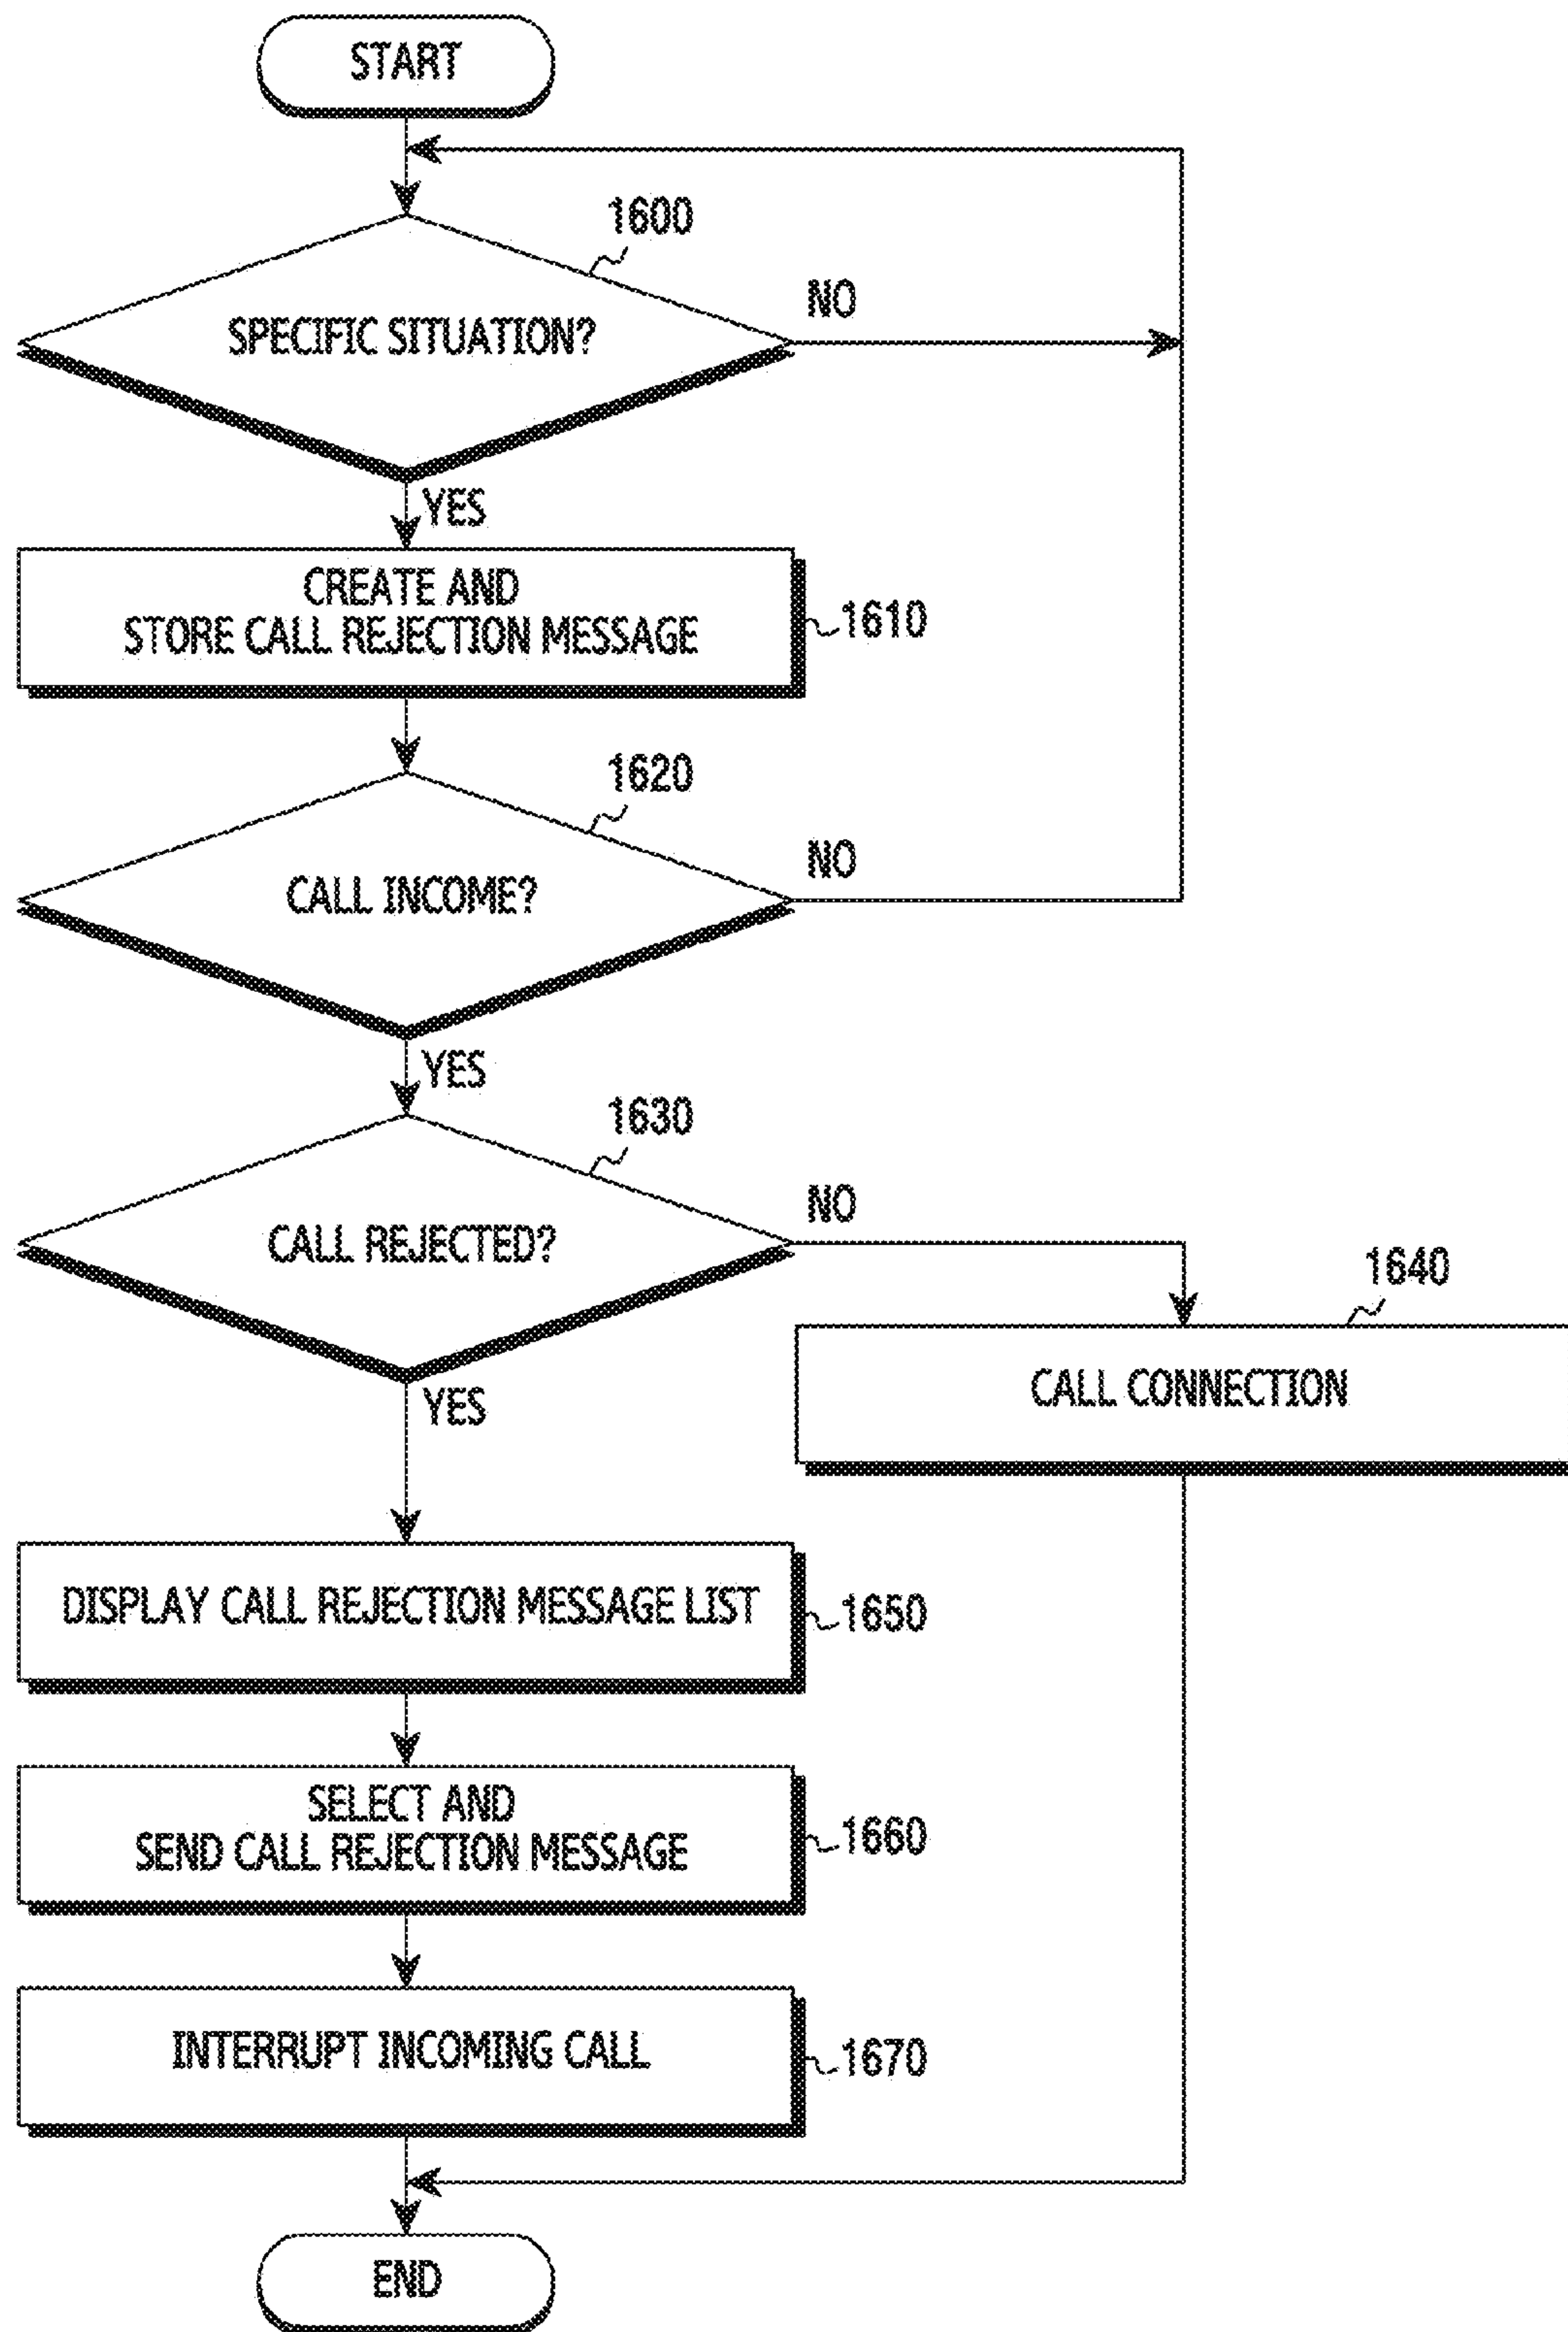 START
1600
SPECIFIC SITUATION?
NO
YES
CREATE AND
STORE CALL REJECTION MESSAGE
1610
1620
CALL INCOME?
NO
YES
1630
CALL REJECTED?
NO
YES
1640
CALL CONNECTION
DISPLAY CALL REJECTION MESSAGE LIST
1650
SELECT AND
SEND CALL REJECTION MESSAGE
1660
INTERRUPT INCOMING CALL
1670
END